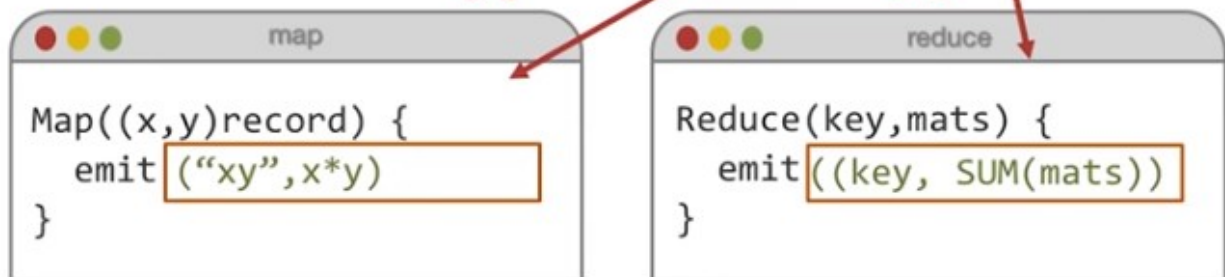 map
Map((x,y)record) {
emit (“xy”,x*y)
}
reduce
Reduce(key,mats) {
emit ((key, SUM(mats))
}